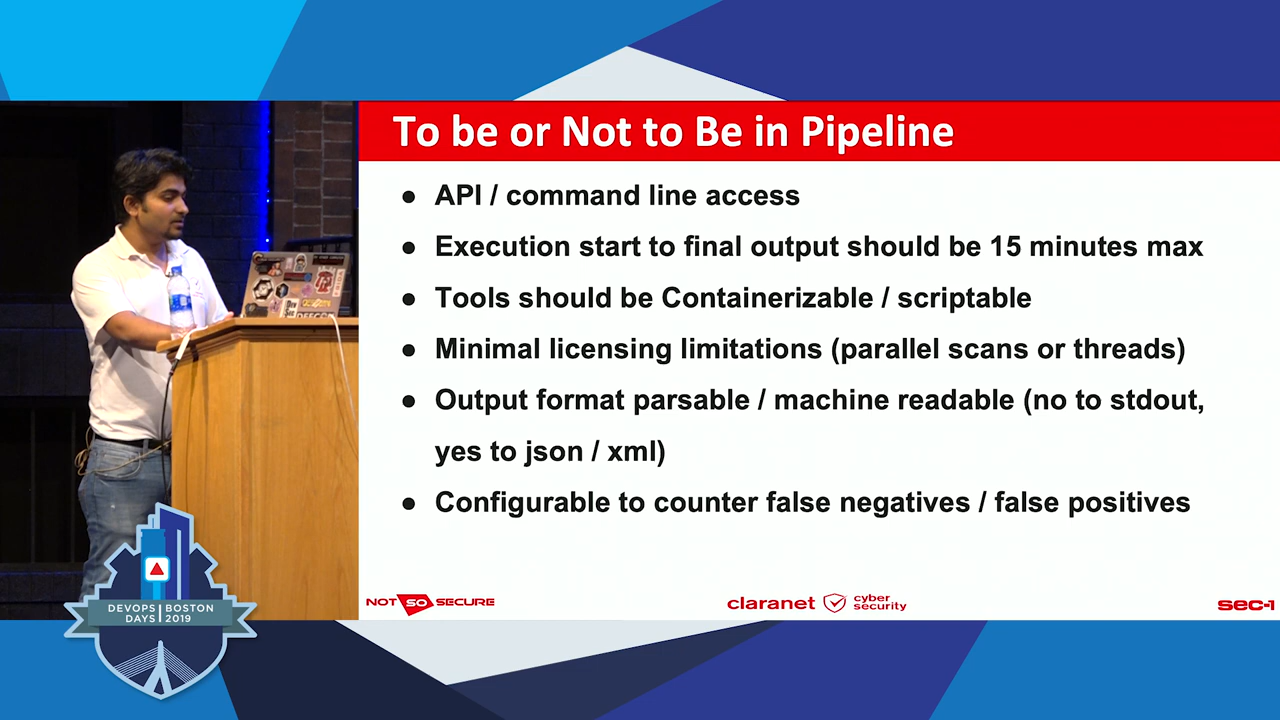 To be or Not to Be in Pipeline
● API / command line access
● Execution start to final output should be 15 minutes max
● Tools should be Containerizable / scriptable
● Minimal licensing limitations (parallel scans or threads)
● Output format parsable / machine readable (no to stdout,
yes to json / xml)
● Configurable to counter false negatives / false positives
NOT SO SECURE
claranet cyber
security
sec-1
DEVOPS BOSTON
DAYS 2019